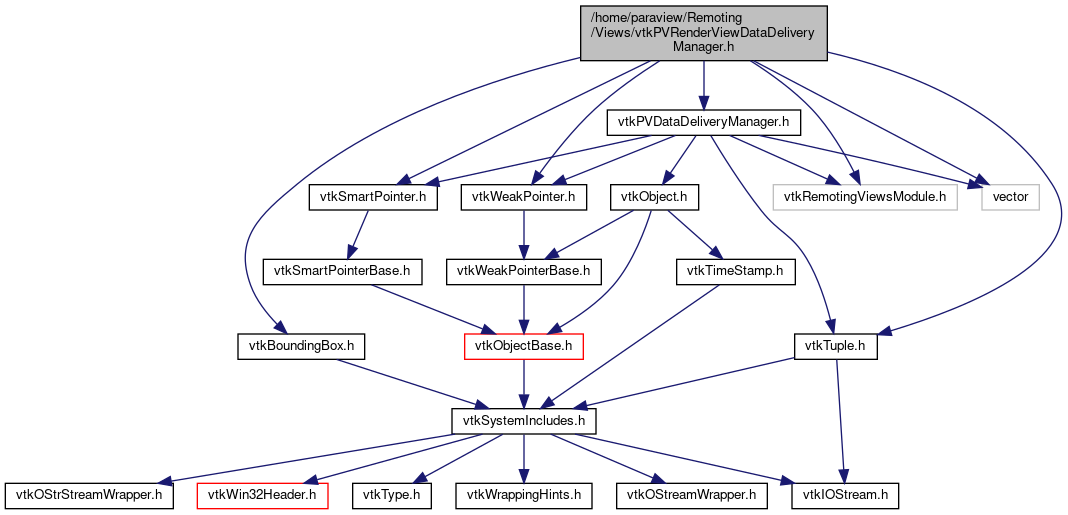 /home/paraview/Remoting
/Views/vtkPVRenderViewDataDelivery
Manager.h
vtkPVDataDeliveryManager.h
vtkSmartPointer.h
vtkWeakPointer.h
vtkObject.h
vtkRemotingViewsModule.h
vector
vtkSmartPointerBase.h
vtkWeakPointerBase.h
vtkTimeStamp.h
vtkBoundingBox.h
vtkObjectBase.h
vtkTuple.h
vtkSystemIncludes.h
vtkOStrStreamWrapper.h
vtkWin32Header.h
vtkType.h
vtkWrappingHints.h
vtkOStreamWrapper.h
vtkIOStream.h